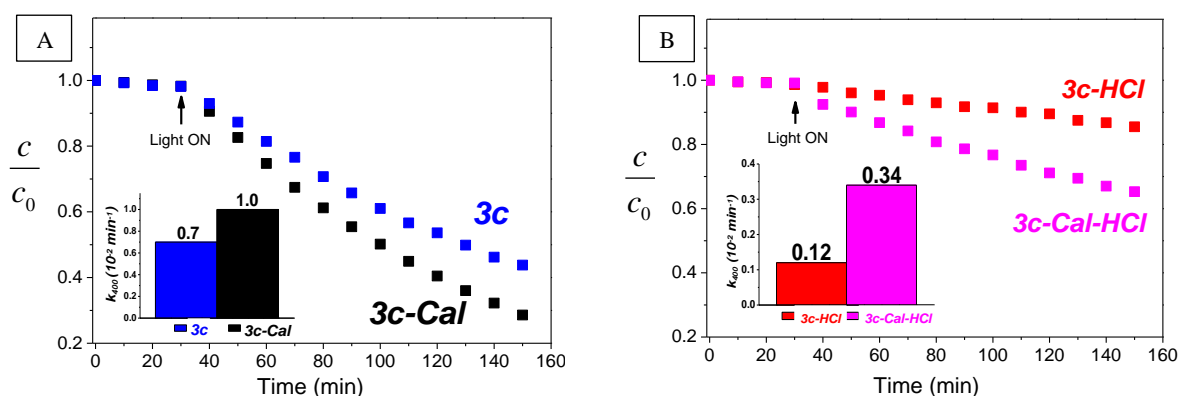 A
1.0
0.8
0.6
0.4
0.2
c
c₀
0 20 40 60 80 100 120 140 160
Time (min)
Light ON
3c
3c-Cal
k₄₀₀ (10⁻² min⁻¹)
1.0
0.8
0.6
0.4
0.2
0.0
0.7
1.0
3c
3c-Cal
B
1.0
0.8
0.6
0.4
0.2
c
c₀
0 20 40 60 80 100 120 140 160
Time (min)
Light ON
3c-HCl
3c-Cal-HCl
k₄₀₀ (10⁻² min⁻¹)
0.4
0.3
0.2
0.1
0.0
0.12
0.34
3c-HCl
3c-Cal-HCl